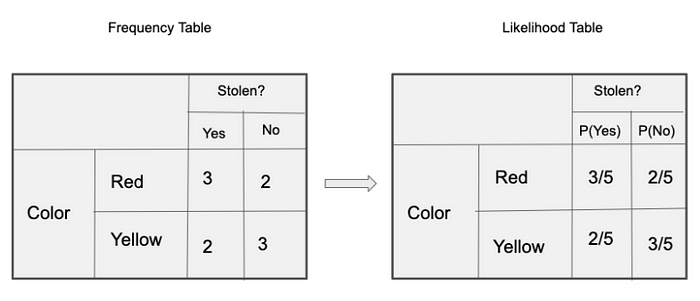 Frequency Table
Likelihood Table
Stolen?
Yes No
Color
Red 3 2
Yellow 2 3
Stolen?
P(Yes) P(No)
Color
Red 3/5 2/5
Yellow 2/5 3/5